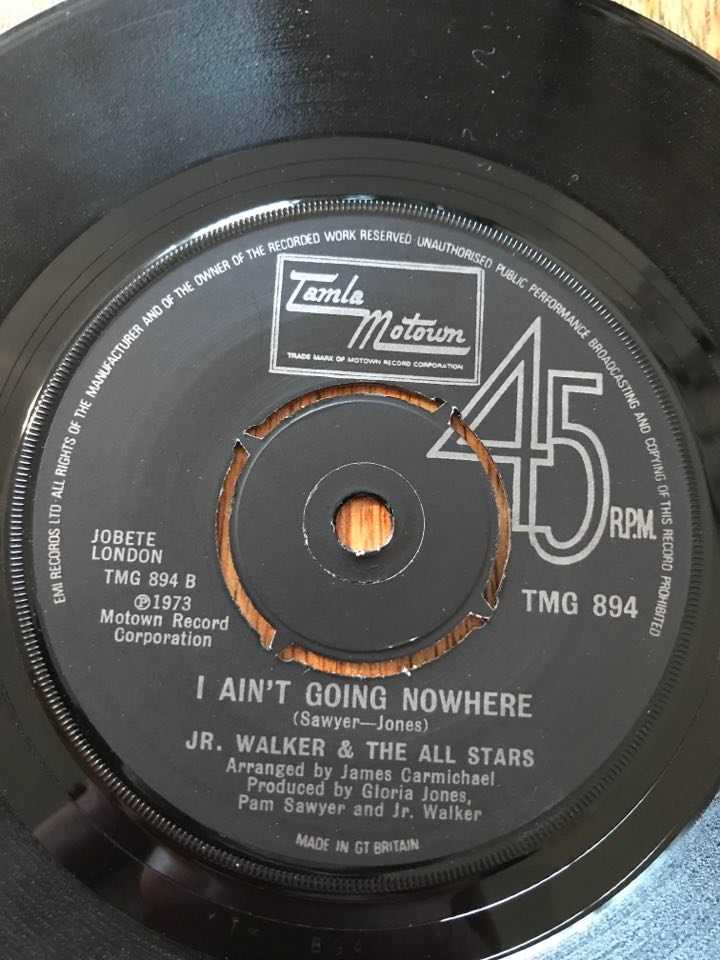 EMI RECORDS LTD ALL RIGHTS OF THE MANUFACTURER AND OF THE OWNER OF THE RECORDED WORK RESERVED UNAUTHORISED PUBLIC PERFORMANCE BROADCASTING AND COPYING OF THIS RECORD PROHIBITED
Tamla
Motown
TRADE MARK OF MOTOWN RECORD CORPORATION
45
R.P.M.
JOBETE
LONDON
TMG 894 B
℗1973
Motown Record
Corporation
TMG 894
I AIN'T GOING NOWHERE
(Sawyer—Jones)
JR. WALKER & THE ALL STARS
Arranged by James Carmichael
Produced by Gloria Jones,
Pam Sawyer and Jr. Walker
MADE IN GT BRITAIN